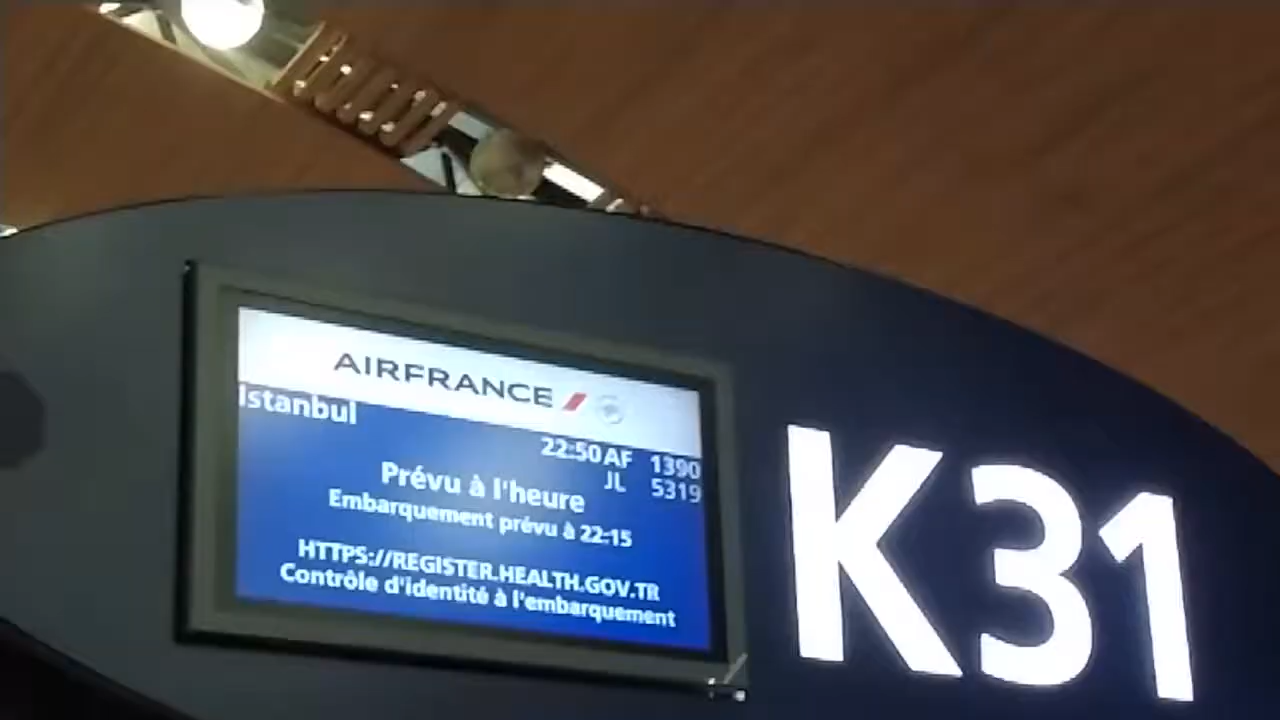 AIRFRANCE
Istanbul
22:50 AF 1390
JL 5319
Prévu à l'heure
Embarquement prévu à 22:15
HTTPS://REGISTER.HEALTH.GOV.TR
Contrôle d'identité à l'embarquement
K31